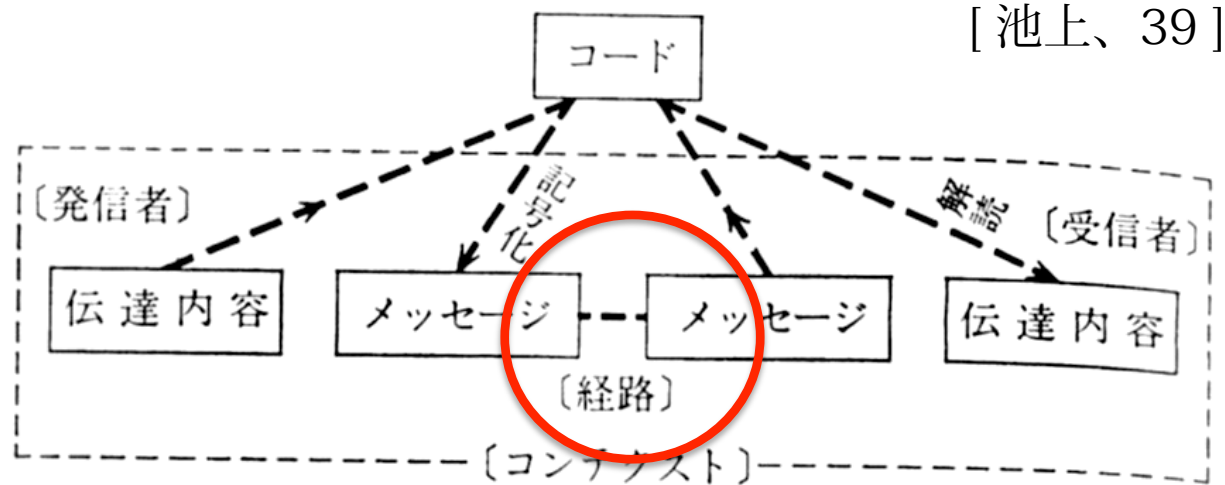 [ 池上、39 ]
コード
〔発信者〕
記号化
解読
〔受信者〕
伝達内容
メッセージ
メッセージ
伝達内容
〔経路〕
〔コンテクスト〕